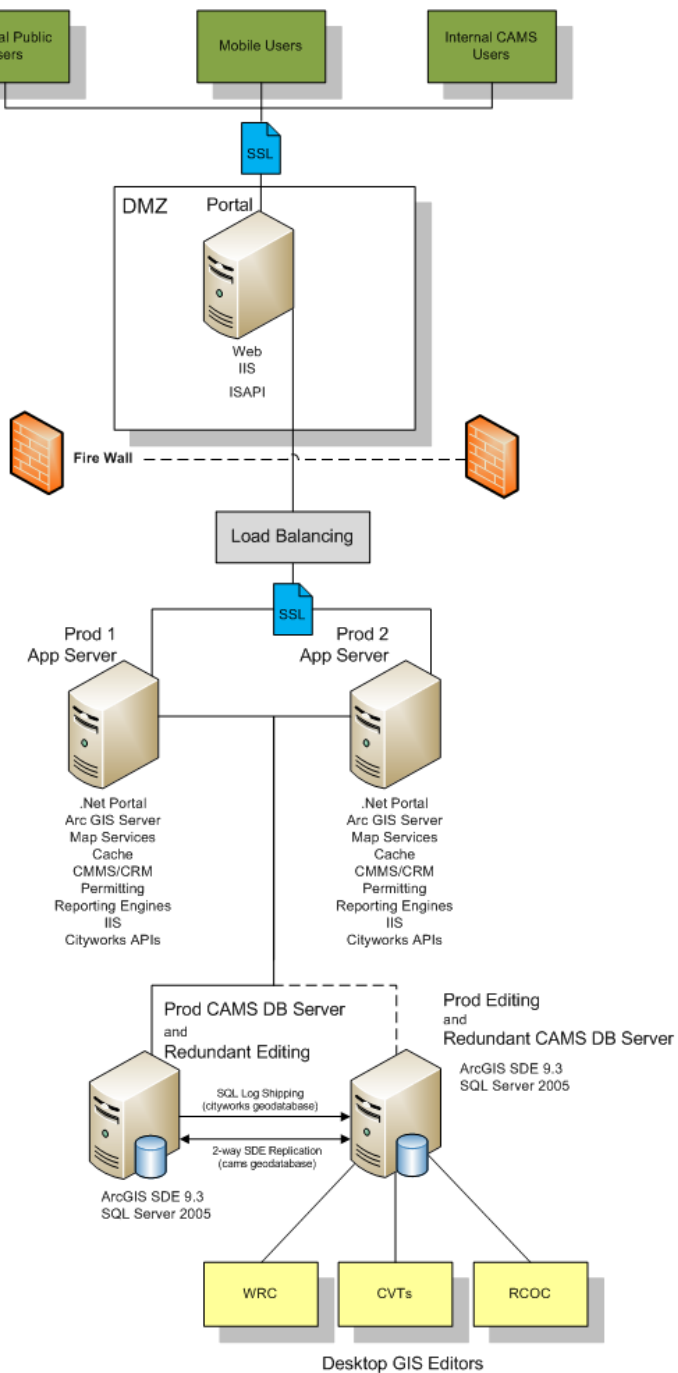 Public
Mobile Users
Internal CAMS
Users
SSL
DMZ
Portal
Web
IIS
ISAPI
Fire Wall
Load Balancing
SSL
Prod 1
App Server
Prod 2
App Server
.Net Portal
Arc GIS Server
Map Services
Cache
CMMS/CRM
Permitting
Reporting Engines
IIS
Cityworks APIs
.Net Portal
Arc GIS Server
Map Services
Cache
CMMS/CRM
Permitting
Reporting Engines
IIS
Cityworks APIs
Prod CAMS DB Server
and
Redundant Editing
Prod Editing
and
Redundant CAMS DB Server
ArcGIS SDE 9.3
SQL Server 2005
SQL Log Shipping
(cityworks geodatabase)
2-way SDE Replication
(cams geodatabase)
ArcGIS SDE 9.3
SQL Server 2005
WRC
CVTs
RCOC
Desktop GIS Editors